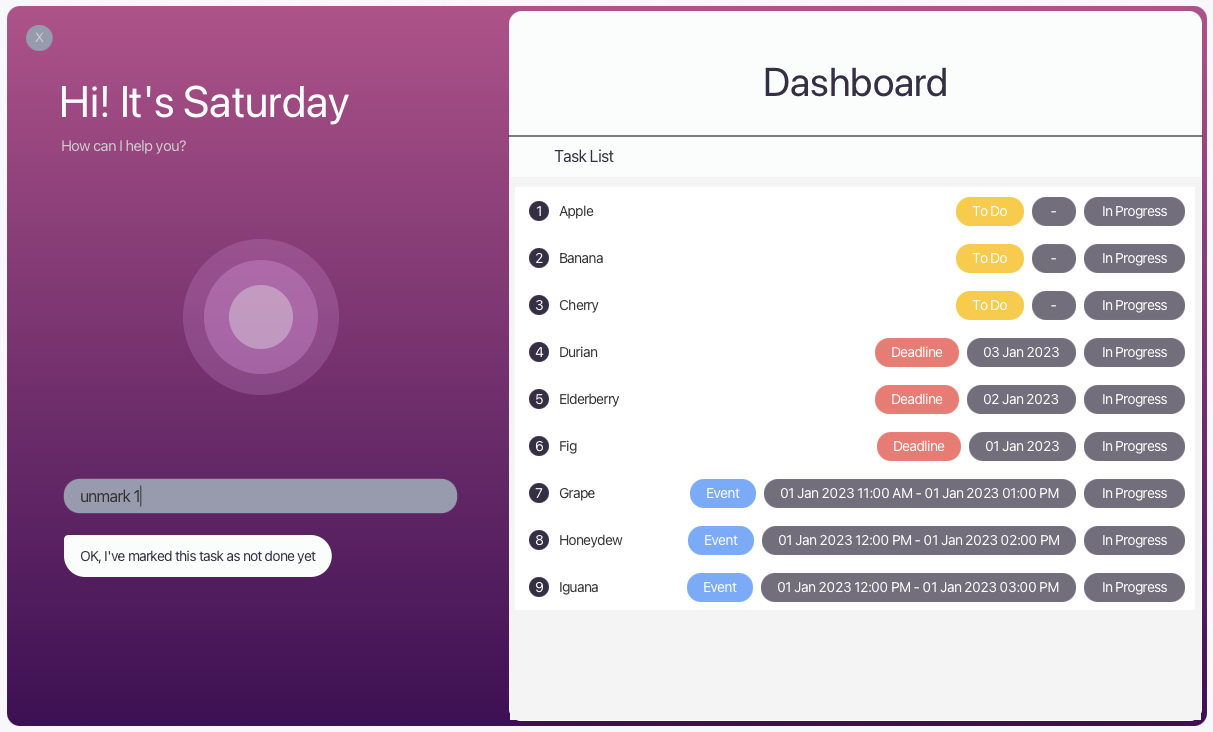 X
Hi! It's Saturday
How can I help you?
unmark 1
OK, I've marked this task as not done yet
Dashboard
Task List
1 Apple To Do - In Progress
2 Banana To Do - In Progress
3 Cherry To Do - In Progress
4 Durian Deadline 03 Jan 2023 In Progress
5 Elderberry Deadline 02 Jan 2023 In Progress
6 Fig Deadline 01 Jan 2023 In Progress
7 Grape Event 01 Jan 2023 11:00 AM - 01 Jan 2023 01:00 PM In Progress
8 Honeydew Event 01 Jan 2023 12:00 PM - 01 Jan 2023 02:00 PM In Progress
9 Iguana Event 01 Jan 2023 12:00 PM - 01 Jan 2023 03:00 PM In Progress